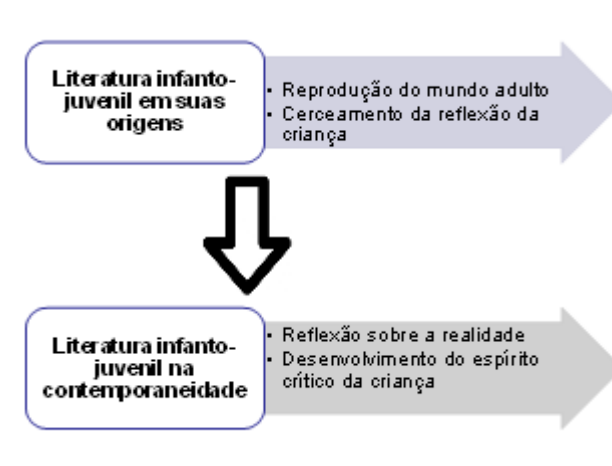 Literatura infanto-
juvenil em suas
origens
• Reprodução do mundo adulto
• Cerceamento da reflexão da
criança
Literatura infanto-
juvenil na
contemporaneidade
• Reflexão sobre a realidade
• Desenvolvimento do espírito
crítico da criança